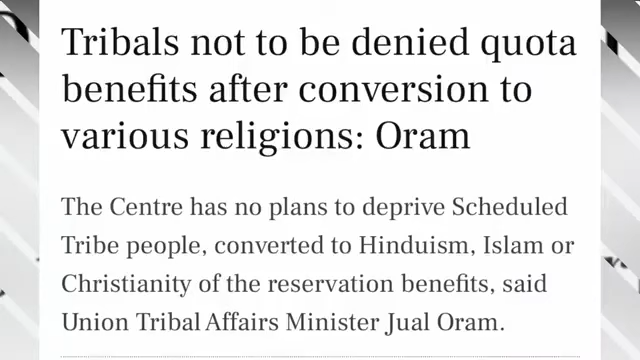 Tribals not to be denied quota
benefits after conversion to
various religions: Oram
The Centre has no plans to deprive Scheduled
Tribe people, converted to Hinduism, Islam or
Christianity of the reservation benefits, said
Union Tribal Affairs Minister Jual Oram.